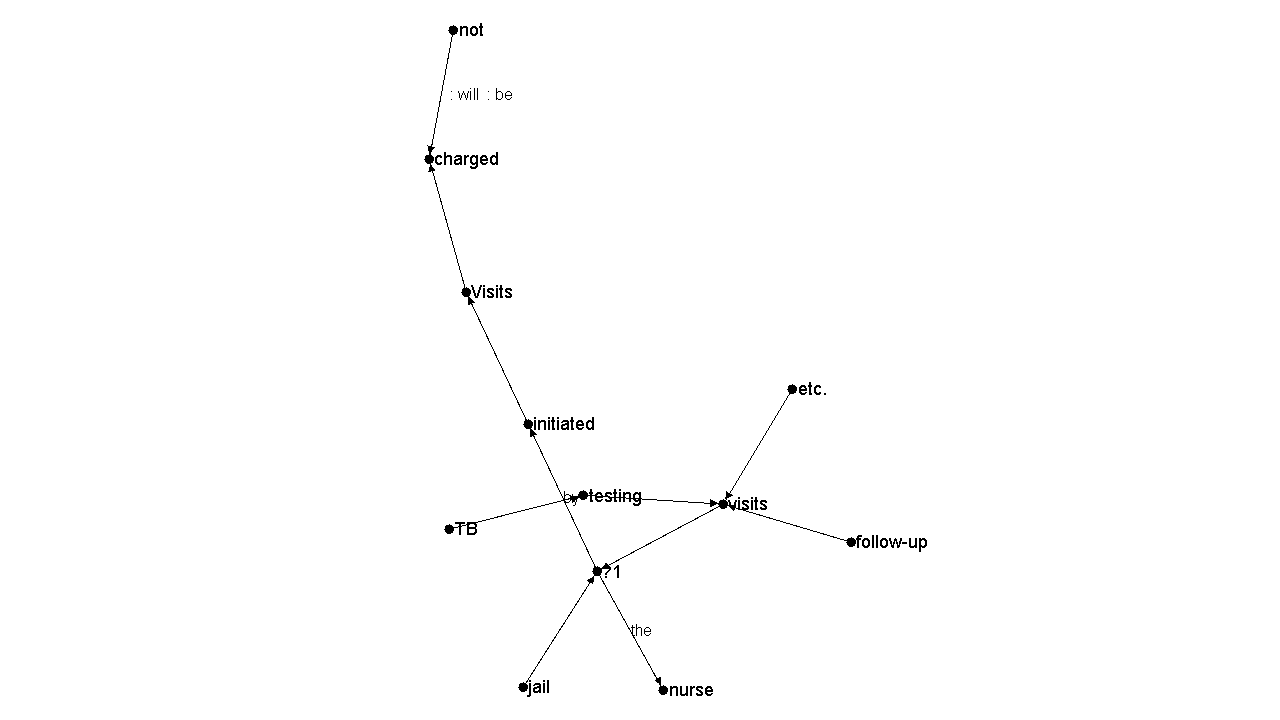 not
: will : be
charged
Visits
etc.
initiated
by
testing
visits
TB
follow-up
?1
the
jail
nurse